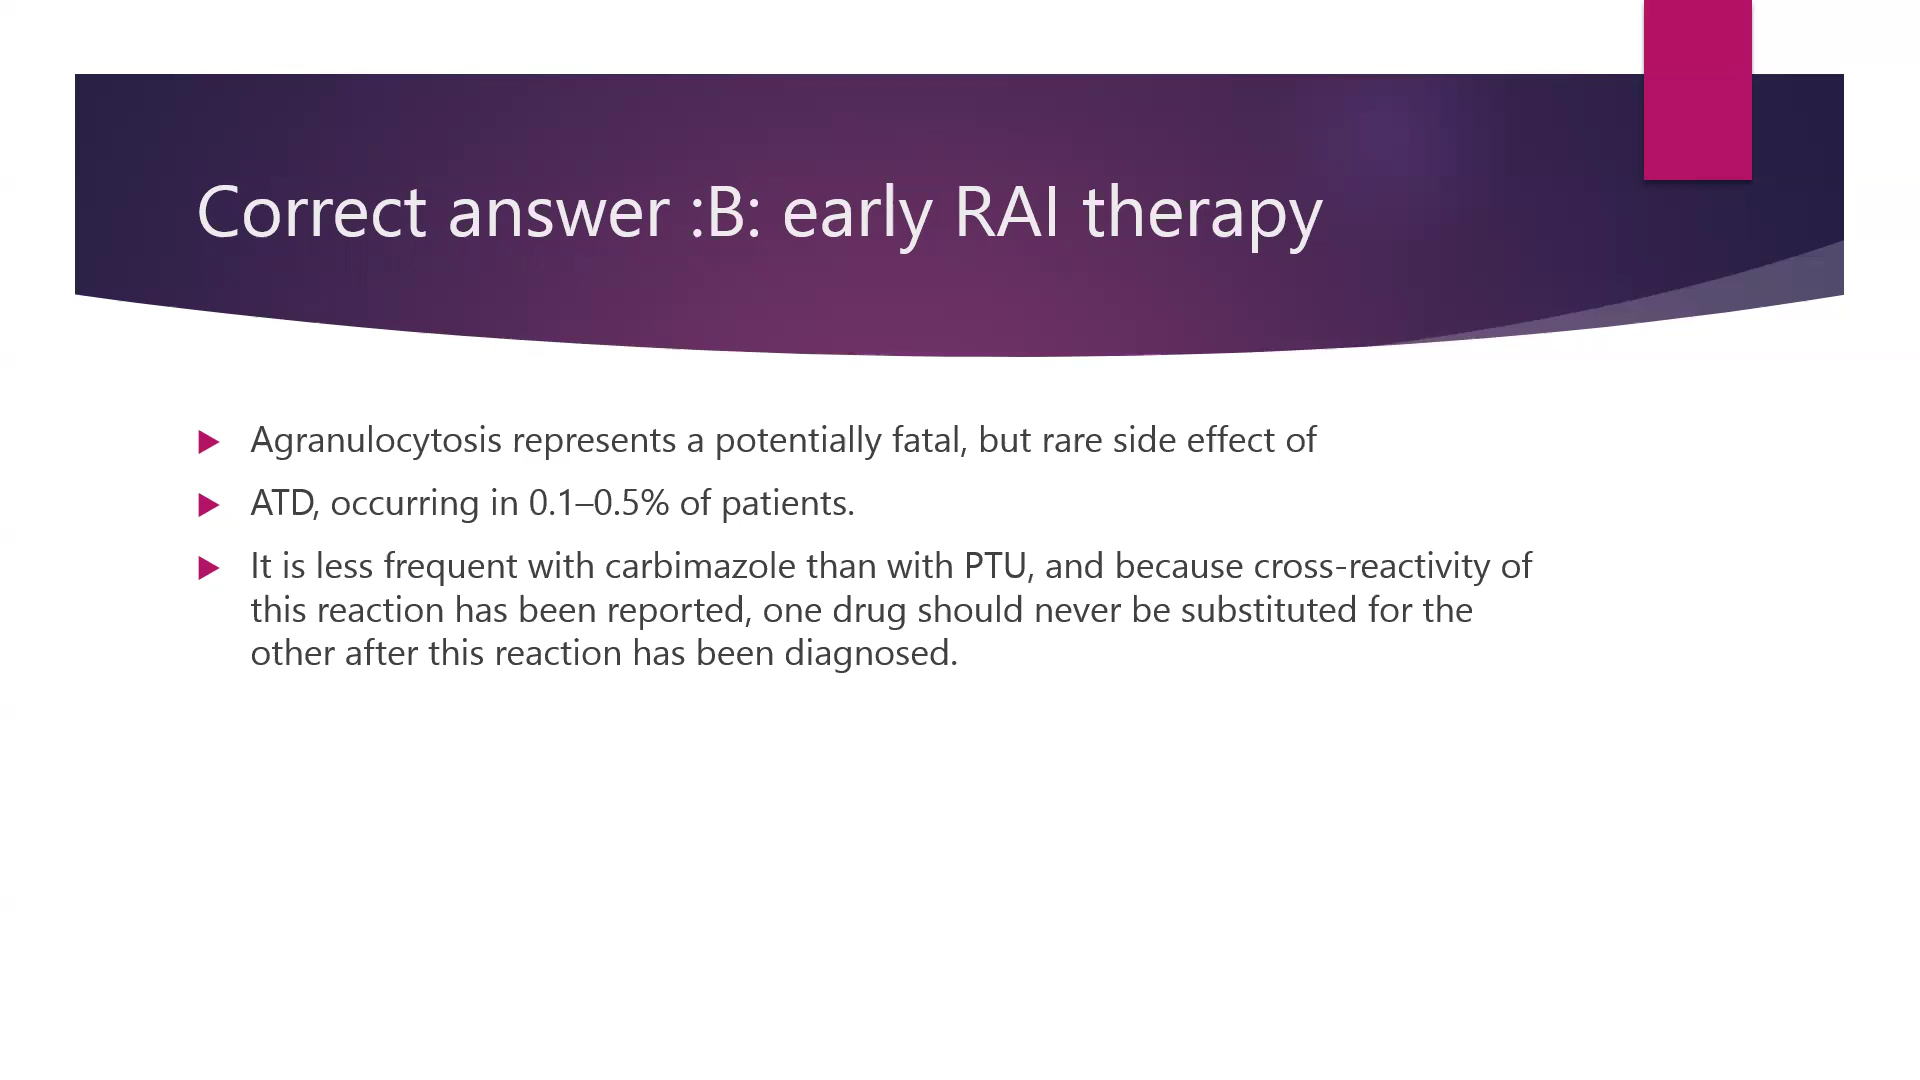 Correct answer :B: early RAI therapy
Agranulocytosis represents a potentially fatal, but rare side effect of
ATD, occurring in 0.1–0.5% of patients.
It is less frequent with carbimazole than with PTU, and because cross-reactivity of
this reaction has been reported, one drug should never be substituted for the
other after this reaction has been diagnosed.